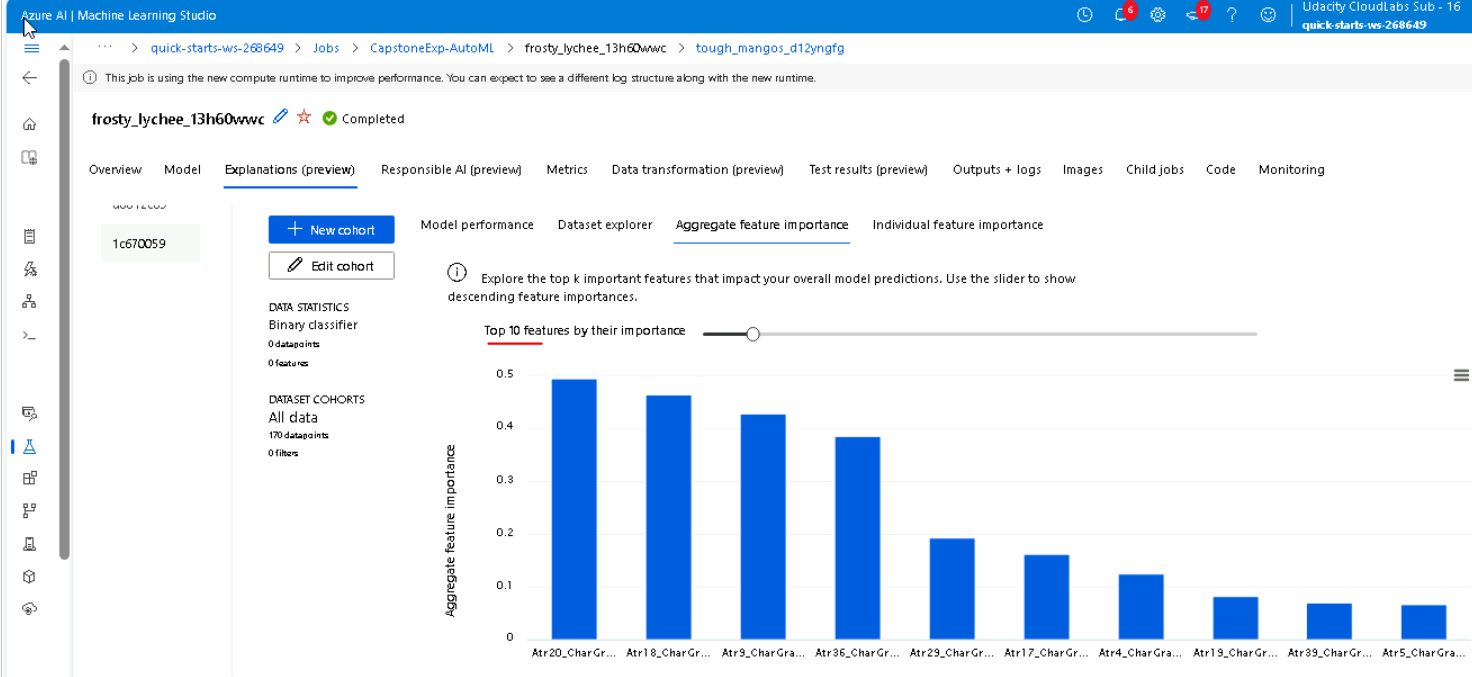 Azure AI | Machine Learning Studio
6
17
Udacity CloudLabs Sub - 16
quick-starts-ws-268649
... > quick-starts-ws-268649 > Jobs > CapstoneExp-AutoML > frosty_lychee_13h60wwc > tough_mangos_d12yngfg
This job is using the new compute runtime to improve performance. You can expect to see a different log structure along with the new runtime.
frosty_lychee_13h60wwc Completed
Overview Model Explanations (preview) Responsible AI (preview) Metrics Data transformation (preview) Test results (preview) Outputs + logs Images Child jobs Code Monitoring
1c670059
+ New cohort
Edit cohort
DATA STATISTICS
Binary classifier
0 datapoints
0 features
DATASET COHORTS
All data
170 datapoints
0 filters
Model performance Dataset explorer Aggregate feature importance Individual feature importance
Explore the top k important features that impact your overall model predictions. Use the slider to show
descending feature importances.
Top 10 features by their importance
Aggregate feature importance
0.5
0.4
0.3
0.2
0.1
0
Atr20_CharGr... Atr18_CharGr... Atr9_CharGra... Atr36_CharGr... Atr29_CharGr... Atr17_CharGr... Atr4_CharGra... Atr19_CharGr... Atr39_CharGr... Atr5_CharGra...